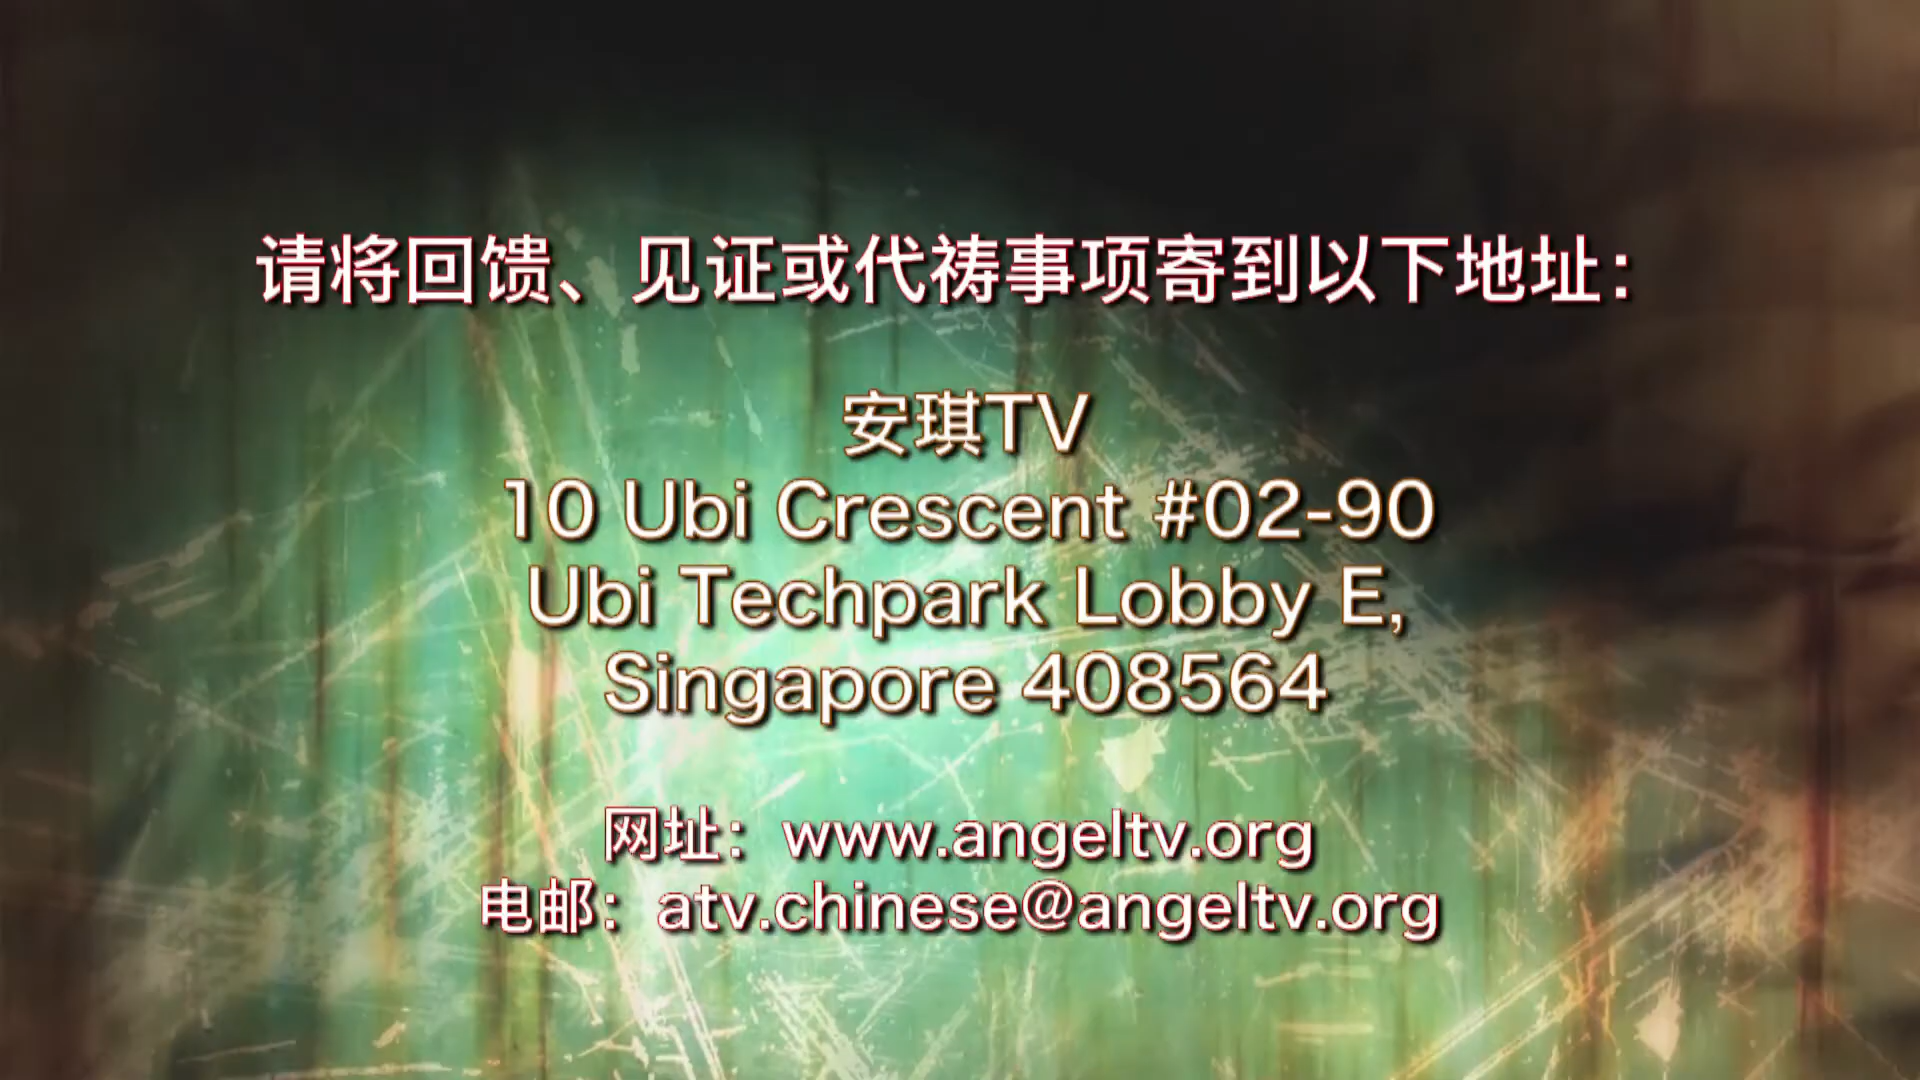 请将回馈、见证或代祷事项寄到以下地址：
安琪TV
10 Ubi Crescent #02-90
Ubi Techpark Lobby E,
Singapore 408564
网址：www.angeltv.org
电邮：atv.chinese@angeltv.org